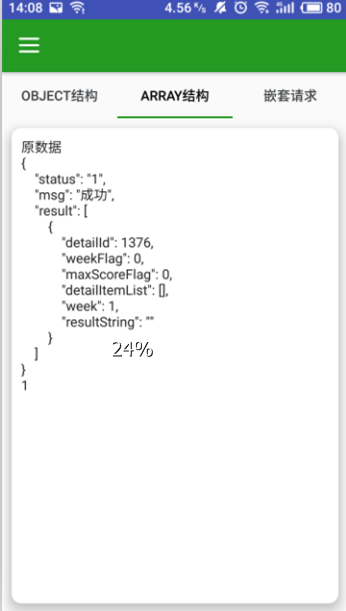 14:08 4.56 K/s 80
OBJECT结构 ARRAY结构 嵌套请求
原数据
{
"status": "1",
"msg": "成功",
"result": [
{
"detailId": 1376,
"weekFlag": 0,
"maxScoreFlag": 0,
"detailItemList": [],
"week": 1,
"resultString": ""
}
24%
]
}
1